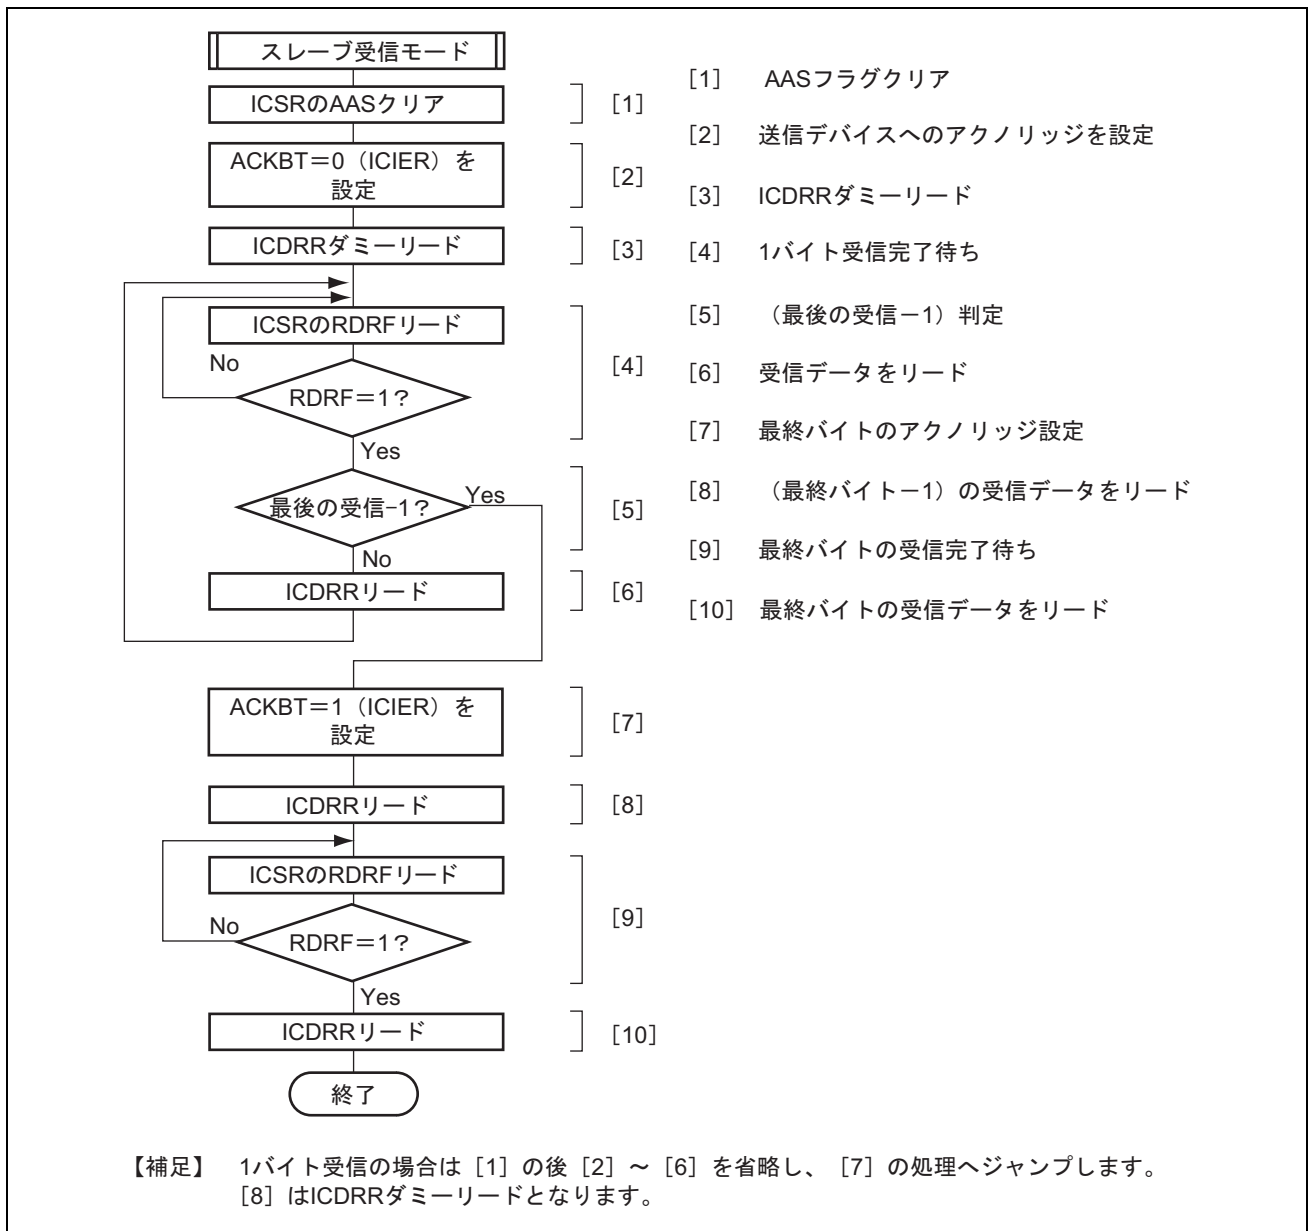 スレーブ受信モード
ICSRのAASクリア
[1]
ACKBT=0（ICIER）を
設定
[2]
ICDRRダミーリード
[3]
ICSRのRDRFリード
No
RDRF=1？
[4]
Yes
最後の受信-1？
Yes
[5]
No
ICDRRリード
[6]
ACKBT=1（ICIER）を
設定
[7]
ICDRRリード
[8]
ICSRのRDRFリード
No
RDRF=1？
[9]
Yes
ICDRRリード
[10]
終了
[1] AASフラグクリア
[2] 送信デバイスへのアクノリッジを設定
[3] ICDRRダミーリード
[4] 1バイト受信完了待ち
[5] （最後の受信－1）判定
[6] 受信データをリード
[7] 最終バイトのアクノリッジ設定
[8] （最終バイト－1）の受信データをリード
[9] 最終バイトの受信完了待ち
[10] 最終バイトの受信データをリード
【補足】 1バイト受信の場合は［1］の後［2］～［6］を省略し、［7］の処理へジャンプします。
［8］はICDRRダミーリードとなります。